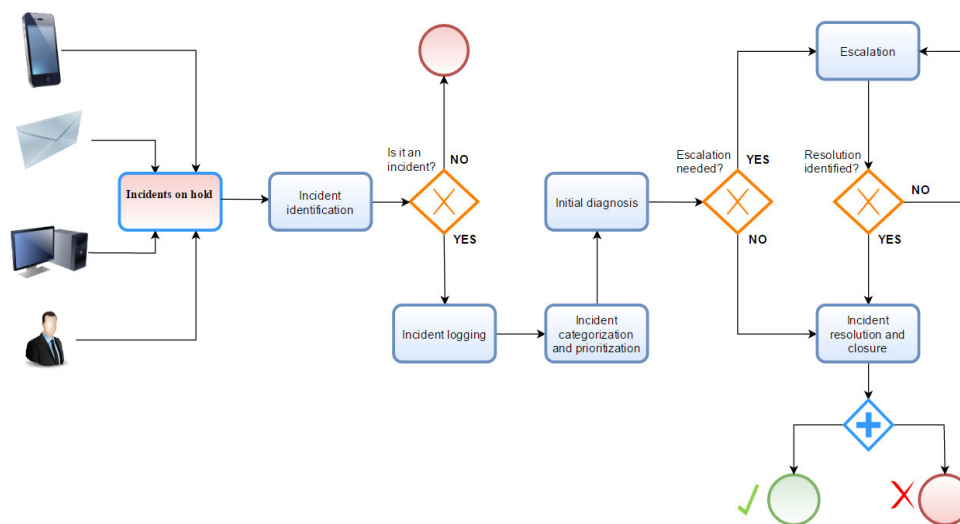 Incidents on hold
Incident
identification
Is it an
incident?
NO
YES
Incident logging
Incident
categorization
and prioritization
Initial diagnosis
Escalation
needed?
YES
NO
Escalation
Resolution
identified?
NO
YES
Incident
resolution and
closure